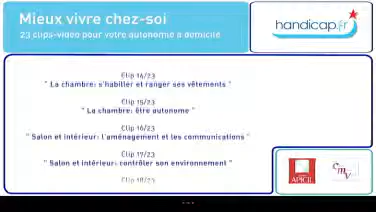 Mieux vivre chez-soi
23 clips-vidéo pour votre autonomie à domicile
handicap.fr
Clip 14/23
" La chambre: s'habiller et ranger ses vêtements "
Clip 15/23
" La chambre: être autonome "
Clip 16/23
" Salon et intérieur: l'aménagement et les communications "
Clip 17/23
" Salon et intérieur: contrôler son environnement "
Clip 18/23
APICIL
CMV